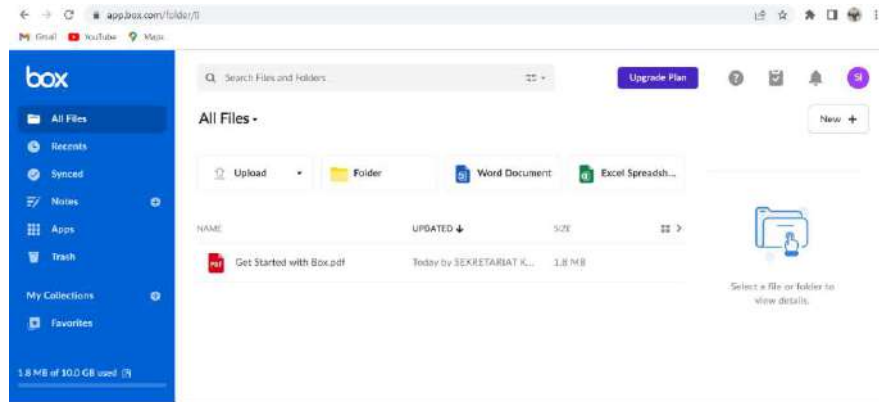 app.box.com/folder/0
Gmail YouTube Maps
box
Search Files and Folders
Upgrade Plan
SI
All Files
Recents
Synced
Notes
Apps
Trash
My Collections
Favorites
1.8 MB of 10.0 GB used
All Files
New +
Upload
Folder
Word Document
Excel Spreadsh...
NAME UPDATED SIZE
PDF Get Started with Box.pdf Today by SEKRETARIAT K... 1.8 MB
Select a file or folder to
view details.